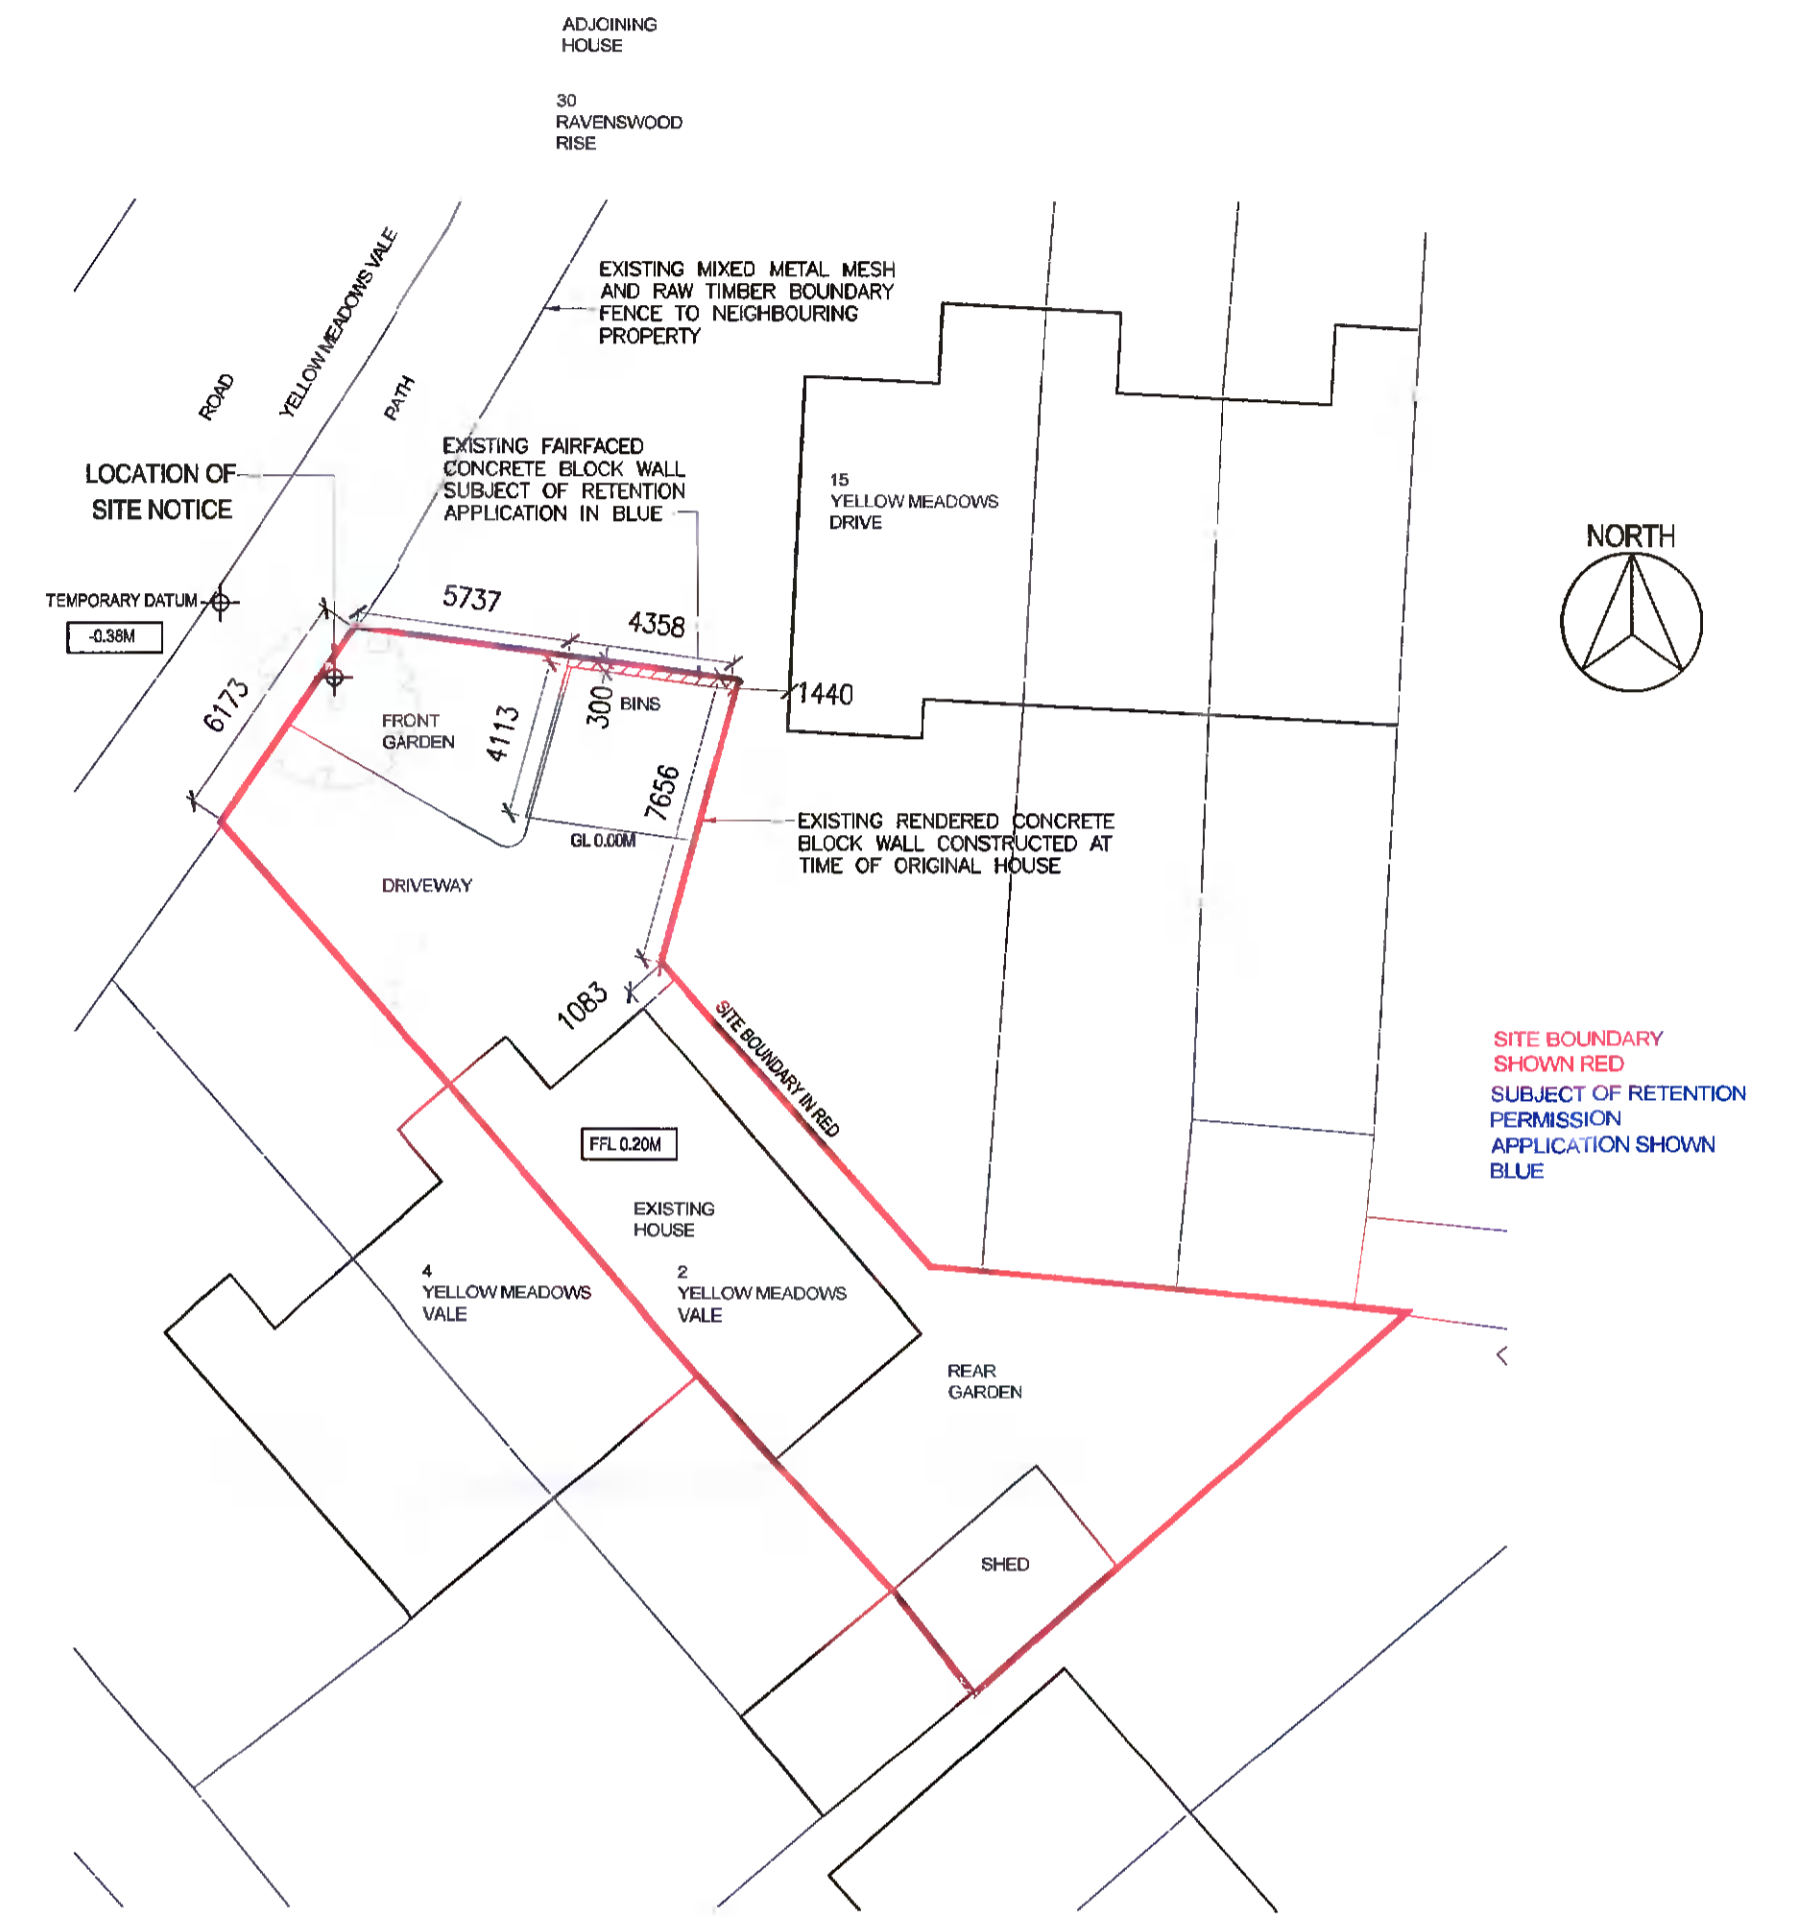 ADJOINING
HOUSE
30
RAVENSWOOD
RISE
EXISTING MIXED METAL MESH
AND RAW TIMBER BOUNDARY
FENCE TO NEIGHBOURING
PROPERTY
ROAD
YELLOW MEADOWS VALE
PATH
EXISTING FAIRFACED
CONCRETE BLOCK WALL
SUBJECT OF RETENTION
APPLICATION IN BLUE
LOCATION OF
SITE NOTICE
15
YELLOW MEADOWS
DRIVE
NORTH
TEMPORARY DATUM
-0.38M
5737
4358
6173
FRONT
GARDEN
4113
300
BINS
1440
7656
GL 0.00M
EXISTING RENDERED CONCRETE
BLOCK WALL CONSTRUCTED AT
TIME OF ORIGINAL HOUSE
DRIVEWAY
1083
SITE BOUNDARY IN RED
SITE BOUNDARY
SHOWN RED
SUBJECT OF RETENTION
PERMISSION
APPLICATION SHOWN
BLUE
FFL 0.20M
EXISTING
HOUSE
4
YELLOW MEADOWS
VALE
2
YELLOW MEADOWS
VALE
REAR
GARDEN
SHED